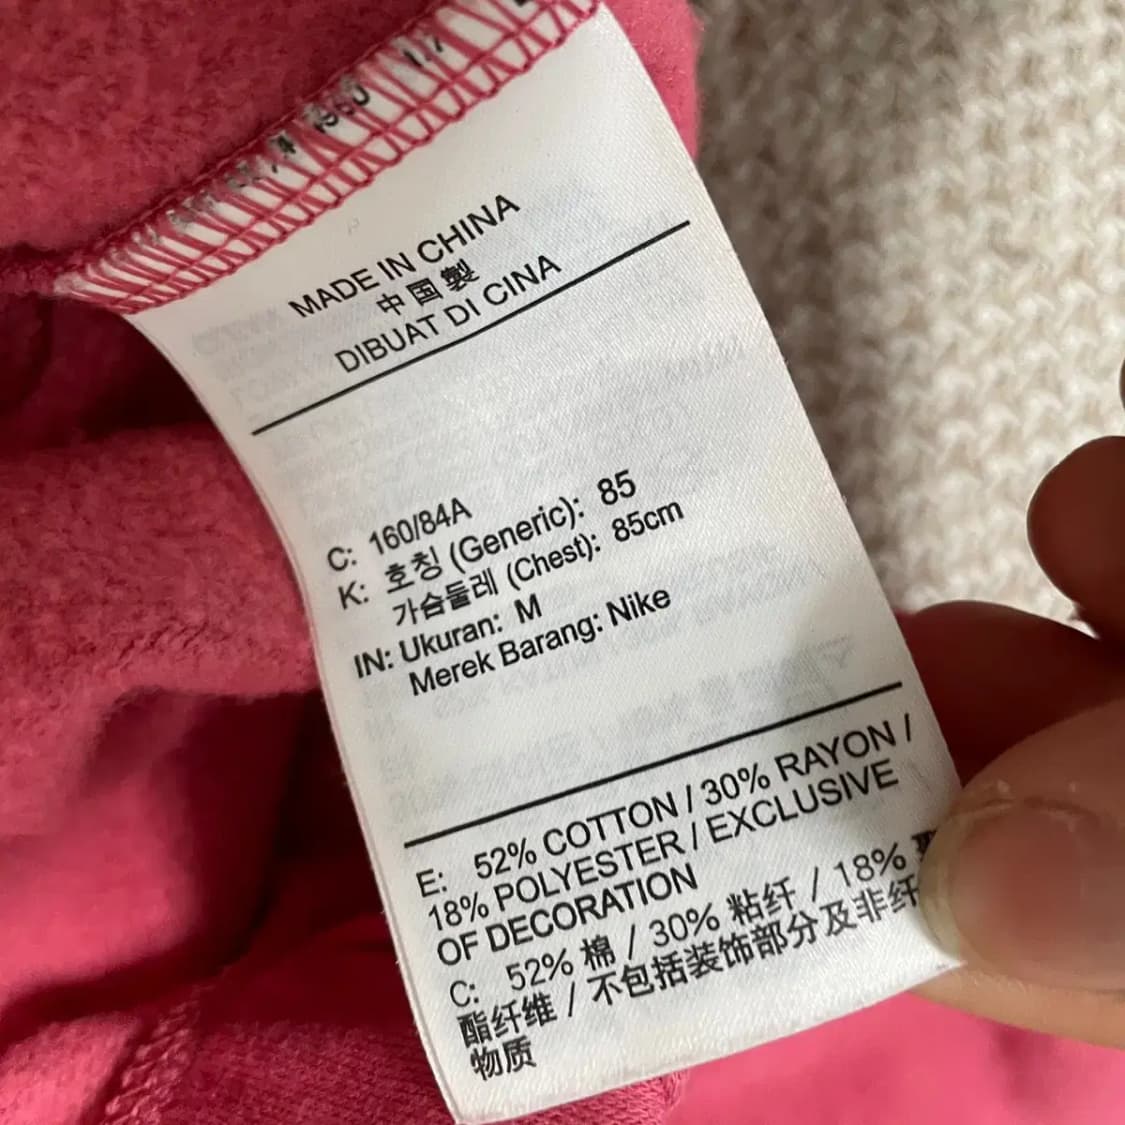 MADE IN CHINA
中国製
DIBUAT DI CINA
C: 160/84A
K: 호칭 (Generic): 85
가슴둘레 (Chest): 85cm
IN: Ukuran: M
Merek Barang: Nike
E: 52% COTTON / 30% RAYON /
18% POLYESTER / EXCLUSIVE
OF DECORATION
C: 52% 棉 / 30% 粘纤 / 18%
酯纤维 / 不包括装饰部分及非纤
物质